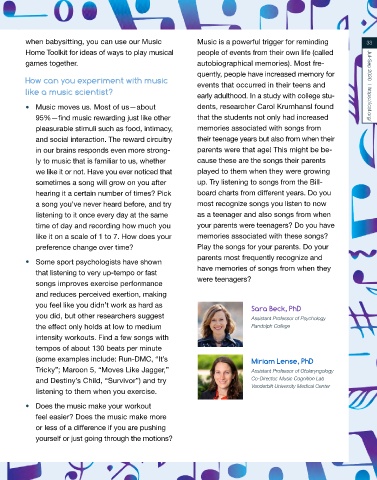 when babysitting, you can use our Music
Home Toolkit for ideas of ways to play musical
games together.
How can you experiment with music
like a music scientist?
• Music moves us. Most of us—about
95%—find music rewarding just like other
pleasurable stimuli such as food, intimacy,
and social interaction. The reward circuitry
in our brains responds even more strong-
ly to music that is familiar to us, whether
we like it or not. Have you ever noticed that
sometimes a song will grow on you after
hearing it a certain number of times? Pick
a song you've never heard before, and try
listening to it once every day at the same
time of day and recording how much you
like it on a scale of 1 to 7. How does your
preference change over time?
• Some sport psychologists have shown
that listening to very up-tempo or fast
songs improves exercise performance
and reduces perceived exertion, making
you feel like you didn't work as hard as
you did, but other researchers suggest
the effect only holds at low to medium
intensity workouts. Find a few songs with
tempos of about 130 beats per minute
(some examples include: Run-DMC, "It's
Tricky"; Maroon 5, "Moves Like Jagger,"
and Destiny's Child, "Survivor") and try
listening to them when you exercise.
• Does the music make your workout
feel easier? Does the music make more
or less of a difference if you are pushing
yourself or just going through the motions?
Music is a powerful trigger for reminding
people of events from their own life (called
autobiographical memories). Most fre-
quently, people have increased memory for
events that occurred in their teens and
early adulthood. In a study with college stu-
dents, researcher Carol Krumhansl found
that the students not only had increased
memories associated with songs from
their teenage years but also from when their
parents were that age! This might be be-
cause these are the songs their parents
played to them when they were growing
up. Try listening to songs from the Bill-
board charts from different years. Do you
most recognize songs you listen to now
as a teenager and also songs from when
your parents were teenagers? Do you have
memories associated with these songs?
Play the songs for your parents. Do your
parents most frequently recognize and
have memories of songs from when they
were teenagers?
Sara Beck, PhD
Assistant Professor of Psychology
Randolph College
Miriam Lense, PhD
Assistant Professor of Otolaryngology
Co-Director, Music Cognition Lab
Vanderbilt University Medical Center